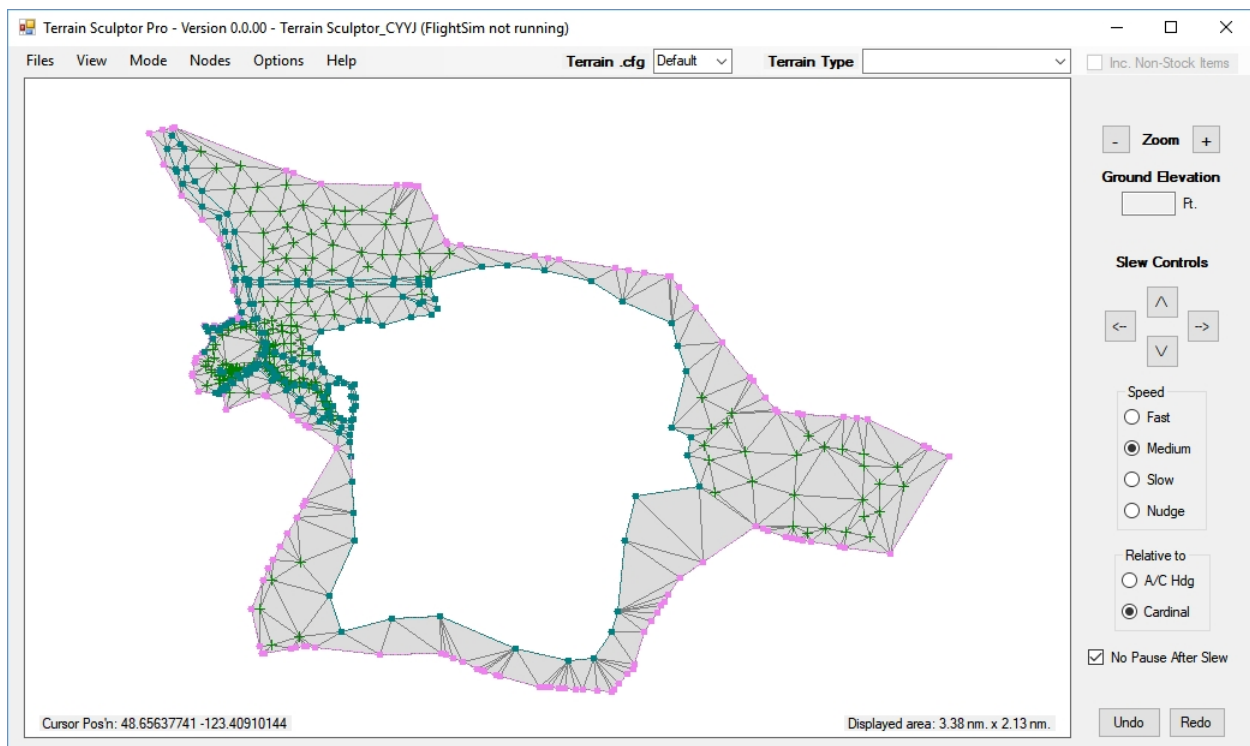 Terrain Sculptor Pro - Version 0.0.00 - Terrain Sculptor_CYYJ (FlightSim not running)
Files View Mode Nodes Options Help Terrain .cfg Default Terrain Type Inc. Non-Stock Items
- Zoom +
Ground Elevation
Ft.
Slew Controls
^
<-- -->
v
Speed
Fast
Medium
Slow
Nudge
Relative to
A/C Hdg
Cardinal
No Pause After Slew
Cursor Pos'n: 48.65637741 -123.40910144 Displayed area: 3.38 nm. x 2.13 nm. Undo Redo